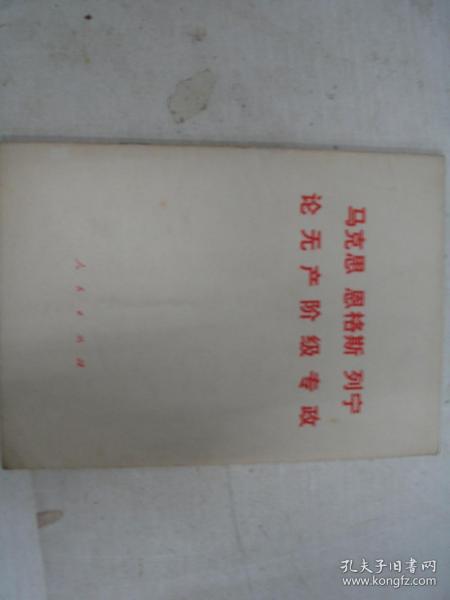 马克思 恩格斯 列宁
论无产阶级专政
人民出版社
孔夫子旧书网
www.kongfz.com